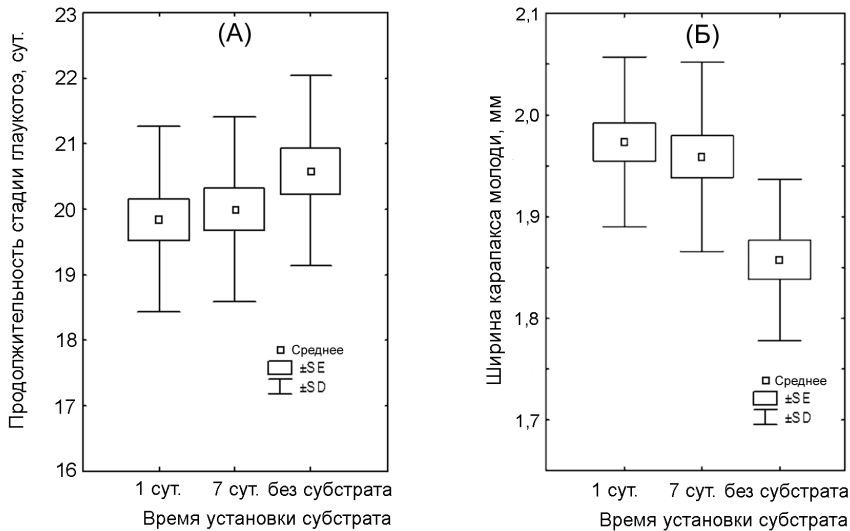 (А)
Продолжительность стадии глаукотоэ, сут.
23
22
21
20
19
18
17
16
Среднее
±SE
±SD
1 сут. 7 сут. без субстрата
Время установки субстрата
(Б)
Ширина карапакса молоди, мм
2,1
2,0
1,9
1,8
1,7
Среднее
±SE
±SD
1 сут. 7 сут. без субстрата
Время установки субстрата